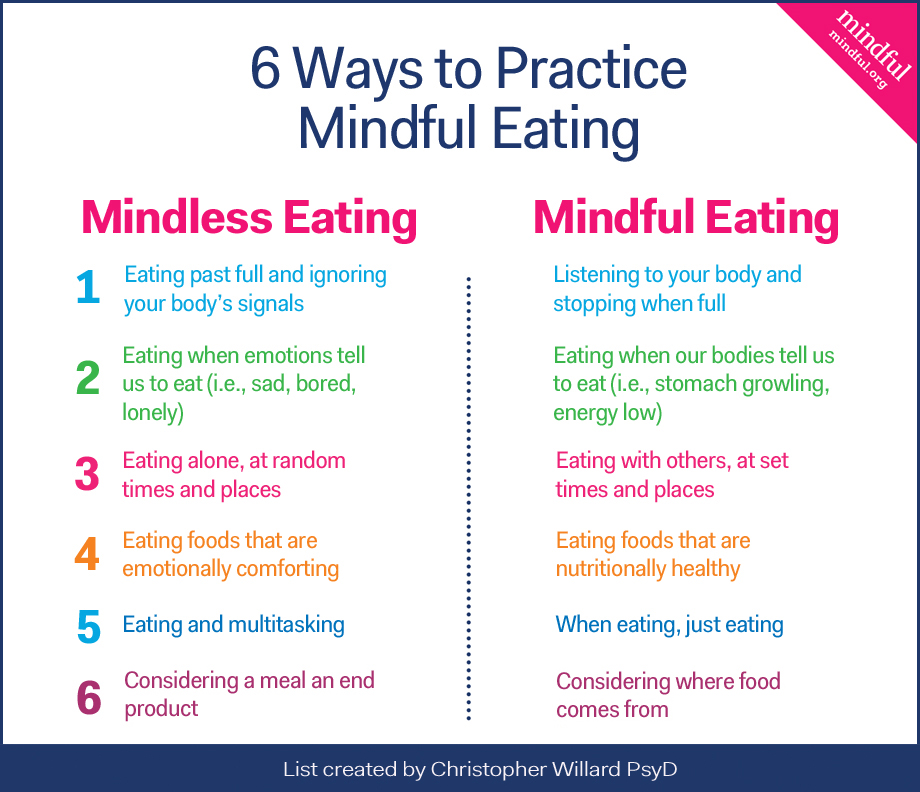 mindful
mindful.org
6 Ways to Practice
Mindful Eating
Mindless Eating
Mindful Eating
1
Eating past full and ignoring
your body's signals
Listening to your body and
stopping when full
2
Eating when emotions tell
us to eat (i.e., sad, bored,
lonely)
Eating when our bodies tell us
to eat (i.e., stomach growling,
energy low)
3
Eating alone, at random
times and places
Eating with others, at set
times and places
4
Eating foods that are
emotionally comforting
Eating foods that are
nutritionally healthy
5
Eating and multitasking
When eating, just eating
6
Considering a meal an end
product
Considering where food
comes from
List created by Christopher Willard PsyD